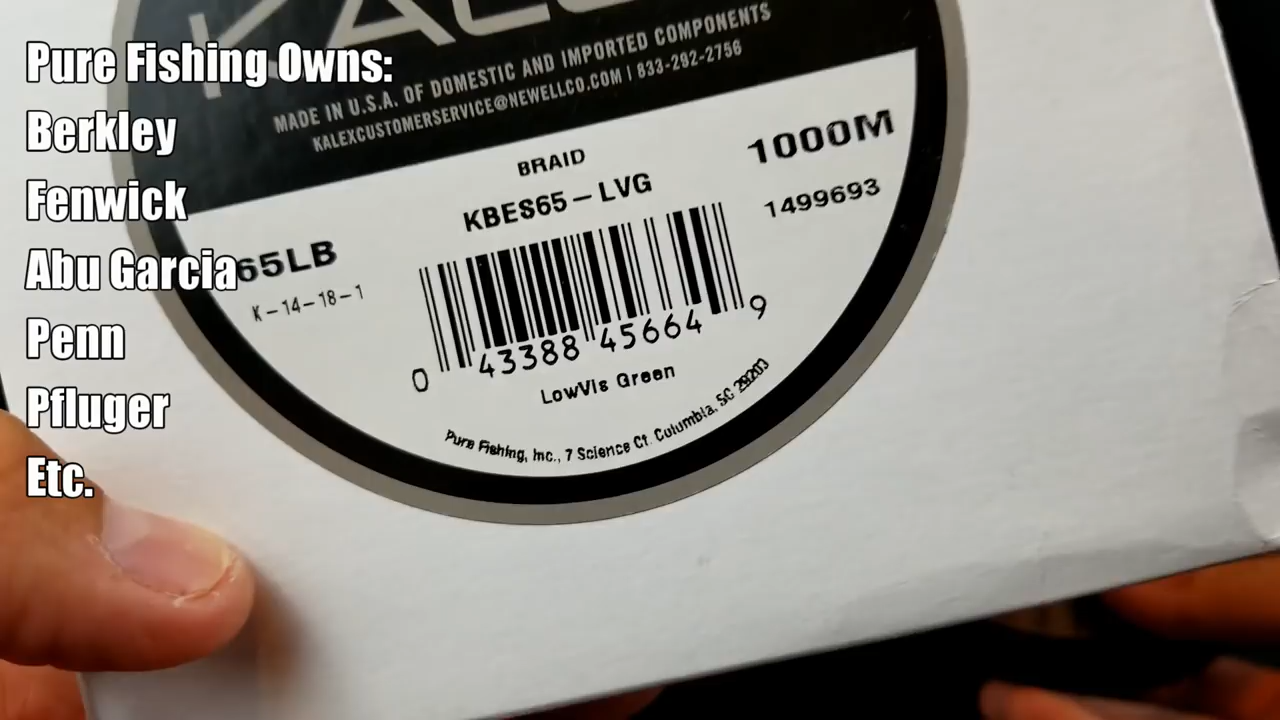 Pure Fishing Owns:
Berkley
Fenwick
Abu Garcia
Penn
Pfluger
Etc.
MADE IN U.S.A. OF DOMESTIC AND IMPORTED COMPONENTS
KALEXCUSTOMERSERVICE@NEWELLCO.COM | 833-292-2756
BRAID
KBES65-LVG
1000M
1499693
65LB
K-14-18-1
0 43388 45664 9
LowVis Green
Pure Fishing, Inc., 7 Science Ct. Columbia, SC 29203